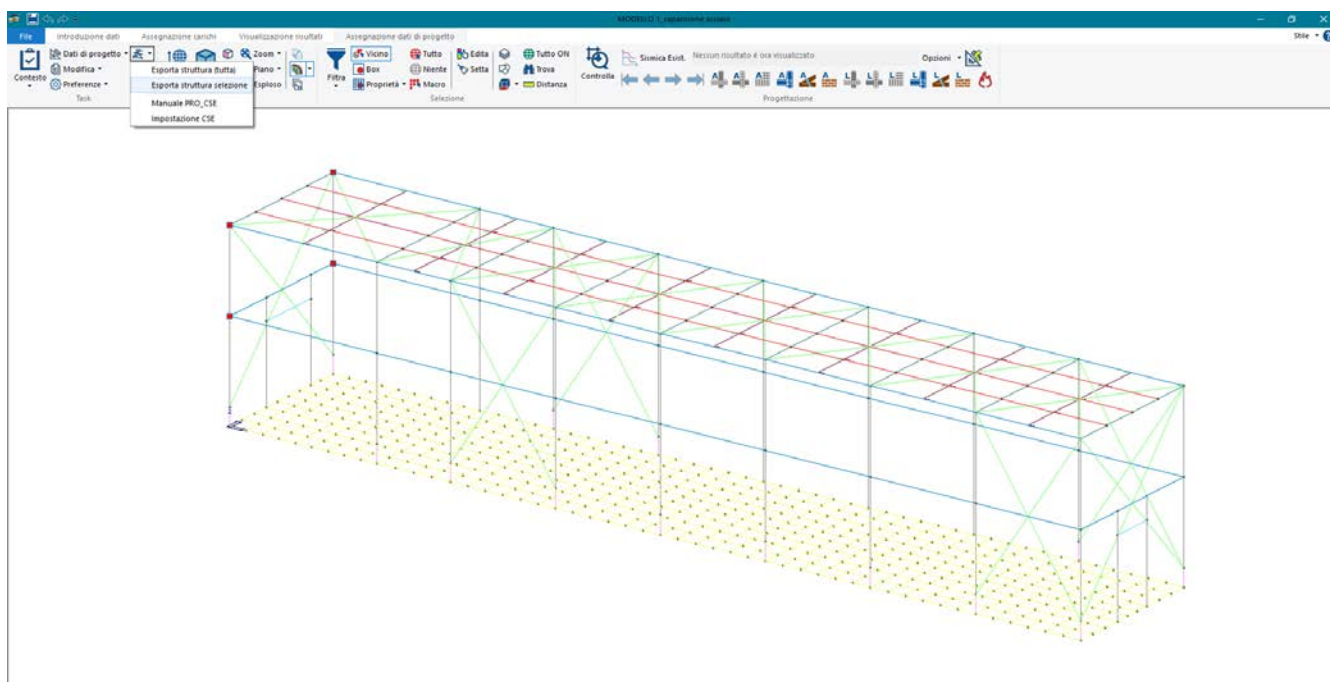 MODELLO 1_
File Introduzione dati Assegnazione carichi Visualizzazione risultati Assegnazione dati di progetto Stile
Contesto
Dati di progetto
Modifica
Preferenze
Task
Esporta struttura (tutta)
Esporta struttura selezione
Manuale PRO_CSE
Impostazione CSE
Zoom
Piano
Esploso
Filtra
Vicino Tutto Edita Tutto ON
Box Niente Setta Trova
Proprietà Macro Distanza
Selezione
Controlla
Sismica Esist. Nessun risultato è ora visualizzato Opzioni
Progettazione